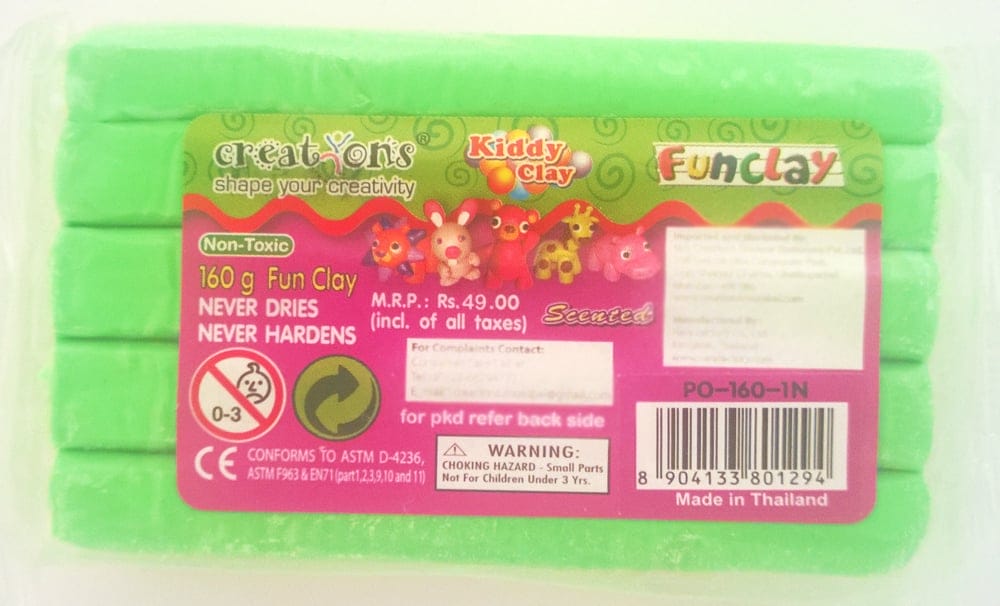 creatyon's®
shape your creativity
Kiddy
Clay
Funclay
Non-Toxic
160 g Fun Clay
NEVER DRIES
NEVER HARDENS
M.R.P.: Rs.49.00
(incl. of all taxes)
Scented
For Complaints Contact:
for pkd refer back side
0-3
CONFORMS TO ASTM D-4236,
ASTM F963 & EN71(part1,2,3,9,10 and 11)
CE
WARNING:
CHOKING HAZARD - Small Parts
Not For Children Under 3 Yrs.
PO-160-1N
8 904133 801294
Made in Thailand